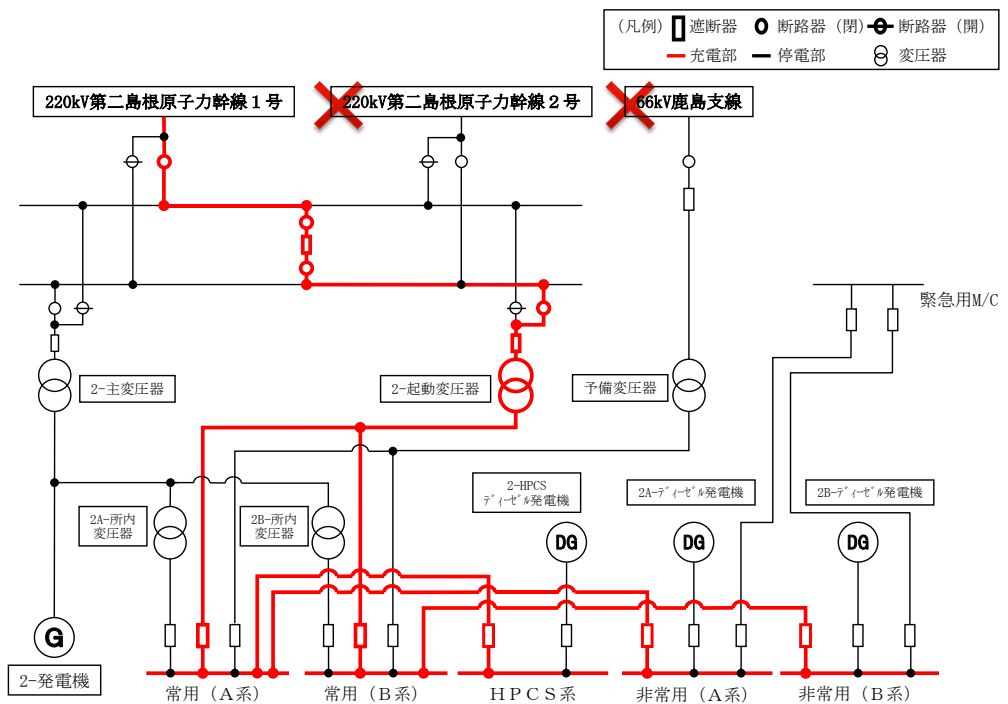 (凡例) 遮断器 断路器（閉） 断路器（開）
充電部 停電部 変圧器
220kV第二島根原子力幹線１号
220kV第二島根原子力幹線２号
66kV鹿島支線
緊急用M/C
2-主変圧器
2-起動変圧器
予備変圧器
2-HPCS
ﾃﾞｨｰｾﾞﾙ発電機
2A-ﾃﾞｨｰｾﾞﾙ発電機
2B-ﾃﾞｨｰｾﾞﾙ発電機
2A-所内
変圧器
2B-所内
変圧器
DG
DG
DG
G
2-発電機
常用（A系）
常用（B系）
ＨＰＣＳ系
非常用（A系）
非常用（B系）